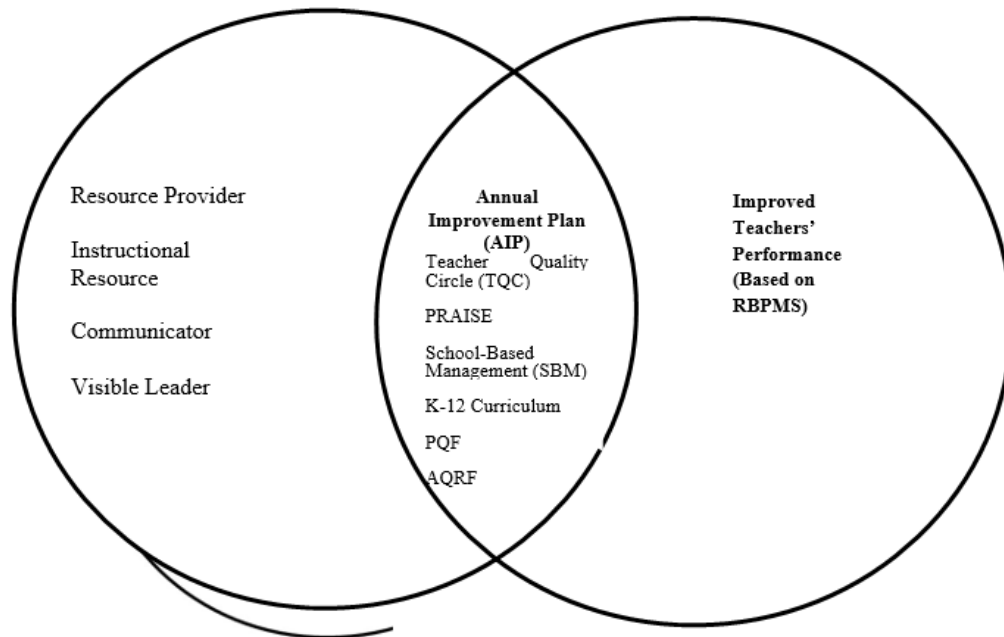 Resource Provider
Instructional
Resource
Communicator
Visible Leader
Annual
Improvement Plan
(AIP)
Teacher Quality
Circle (TQC)
PRAISE
School-Based
Management (SBM)
K-12 Curriculum
PQF
AQRF
Improved
Teachers’
Performance
(Based on
RBPMS)